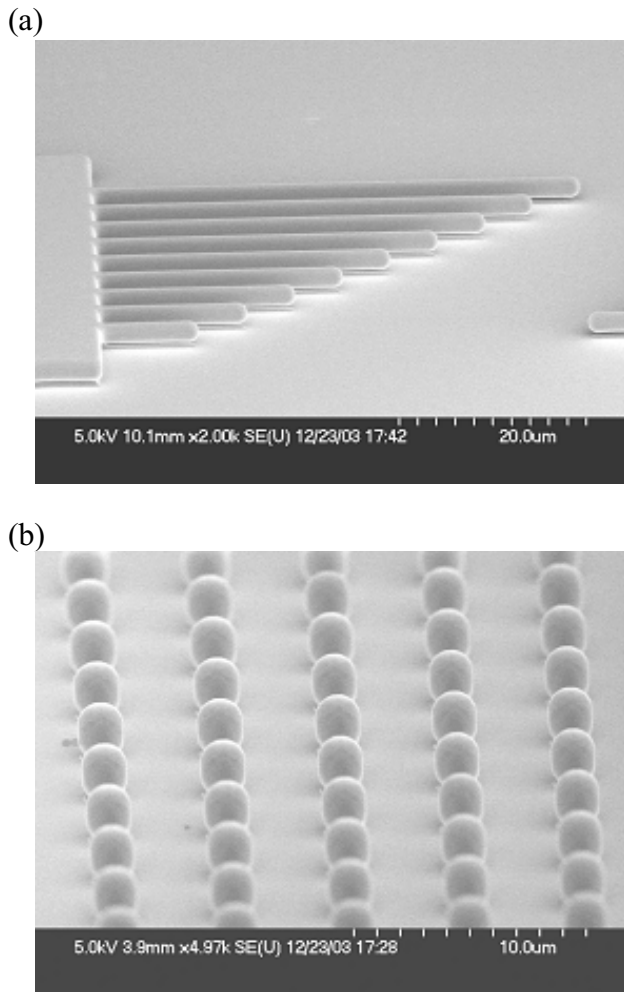 (a)
5.0kV 10.1mm x2.00k SE(U) 12/23/03 17:42 20.0um
(b)
5.0kV 3.9mm x4.97k SE(U) 12/23/03 17:28 10.0um